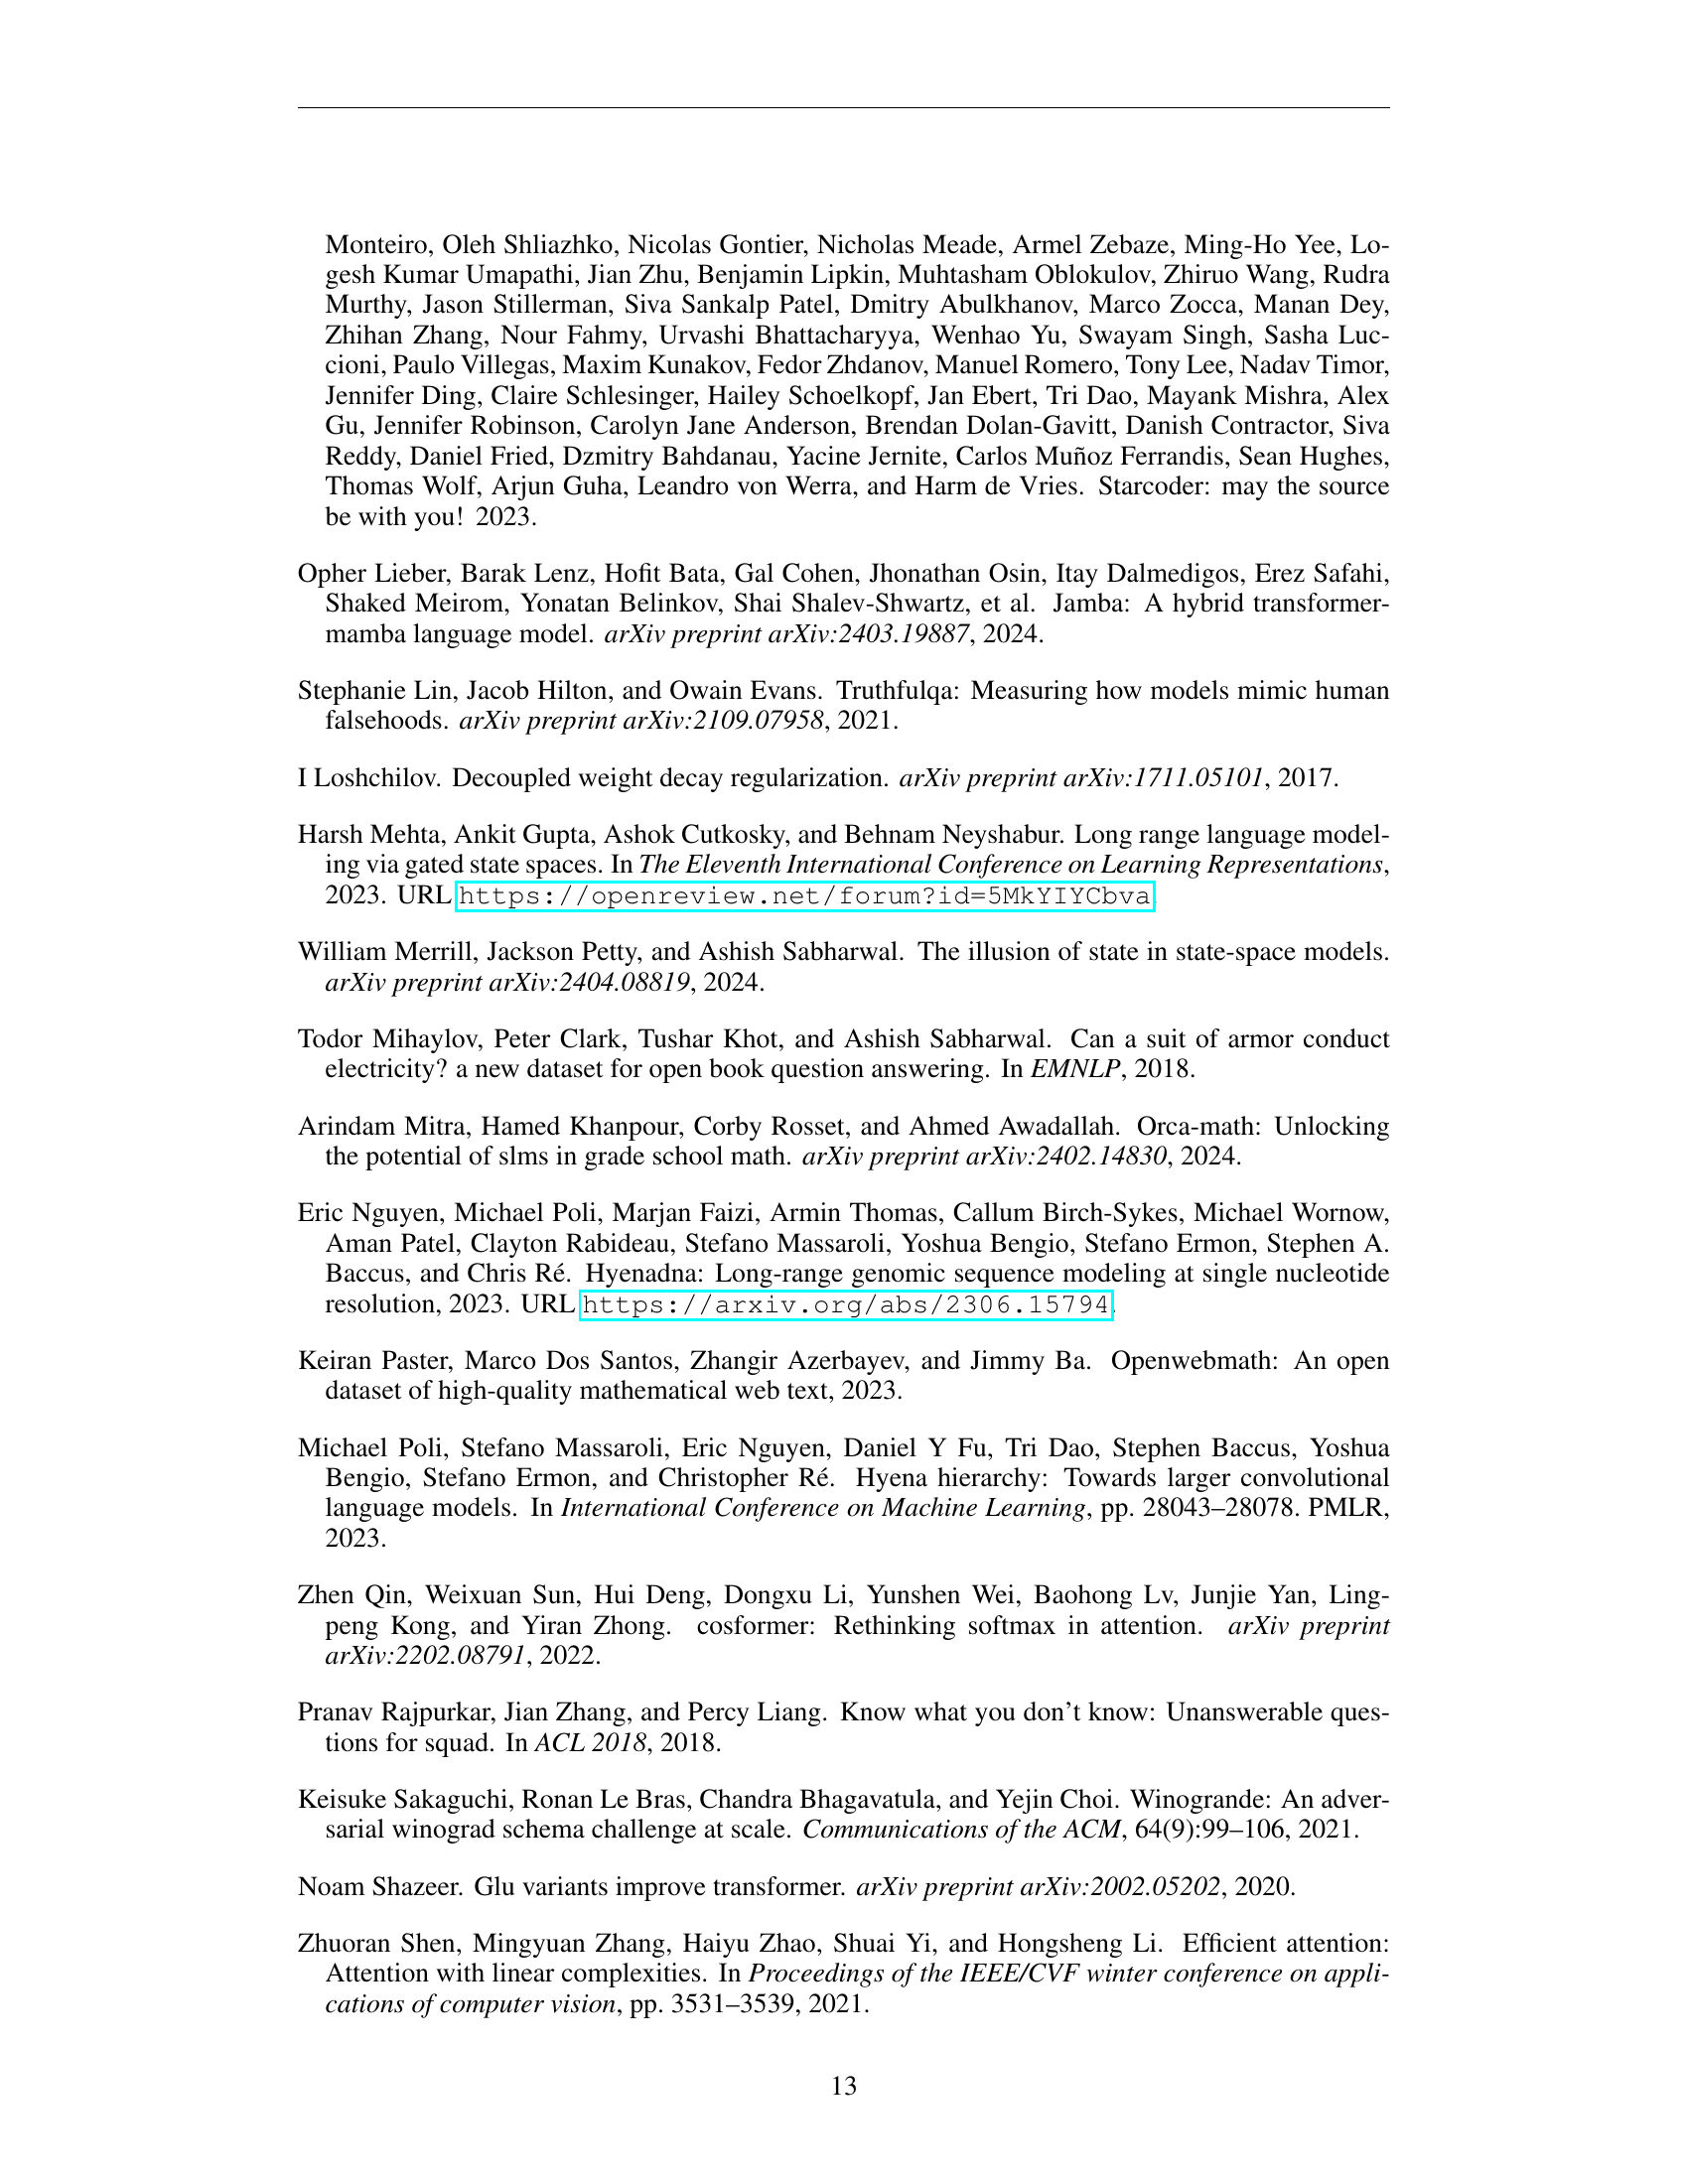 Monteiro, Oleh Shliazhko, Nicolas Gontier, Nicholas Meade, Armel Zebaze, Ming-Ho Yee, Lo-
gesh Kumar Umapathi, Jian Zhu, Benjamin Lipkin, Muhtasham Oblokulov, Zhiruo Wang, Rudra
Murthy, Jason Stillerman, Siva Sankalp Patel, Dmitry Abulkhanov, Marco Zocca, Manan Dey,
Zhihan Zhang, Nour Fahmy, Urvashi Bhattacharyya, Wenhao Yu, Swayam Singh, Sasha Luc-
cioni, Paulo Villegas, Maxim Kunakov, Fedor Zhdanov, Manuel Romero, Tony Lee, Nadav Timor,
Jennifer Ding, Claire Schlesinger, Hailey Schoelkopf, Jan Ebert, Tri Dao, Mayank Mishra, Alex
Gu, Jennifer Robinson, Carolyn Jane Anderson, Brendan Dolan-Gavitt, Danish Contractor, Siva
Reddy, Daniel Fried, Dzmitry Bahdanau, Yacine Jernite, Carlos Muñoz Ferrandis, Sean Hughes,
Thomas Wolf, Arjun Guha, Leandro von Werra, and Harm de Vries. Starcoder: may the source
be with you! 2023.
Opher Lieber, Barak Lenz, Hofit Bata, Gal Cohen, Jhonathan Osin, Itay Dalmedigos, Erez Safahi,
Shaked Meirom, Yonatan Belinkov, Shai Shalev-Shwartz, et al. Jamba: A hybrid transformer-
mamba language model. arXiv preprint arXiv:2403.19887, 2024.
Stephanie Lin, Jacob Hilton, and Owain Evans. Truthfulqa: Measuring how models mimic human
falsehoods. arXiv preprint arXiv:2109.07958, 2021.
I Loshchilov. Decoupled weight decay regularization. arXiv preprint arXiv:1711.05101, 2017.
Harsh Mehta, Ankit Gupta, Ashok Cutkosky, and Behnam Neyshabur. Long range language model-
ing via gated state spaces. In The Eleventh International Conference on Learning Representations,
2023. URL https://openreview.net/forum?id=5MkYIYCbva.
William Merrill, Jackson Petty, and Ashish Sabharwal. The illusion of state in state-space models.
arXiv preprint arXiv:2404.08819, 2024.
Todor Mihaylov, Peter Clark, Tushar Khot, and Ashish Sabharwal. Can a suit of armor conduct
electricity? a new dataset for open book question answering. In EMNLP, 2018.
Arindam Mitra, Hamed Khanpour, Corby Rosset, and Ahmed Awadallah. Orca-math: Unlocking
the potential of slms in grade school math. arXiv preprint arXiv:2402.14830, 2024.
Eric Nguyen, Michael Poli, Marjan Faizi, Armin Thomas, Callum Birch-Sykes, Michael Wornow,
Aman Patel, Clayton Rabideau, Stefano Massaroli, Yoshua Bengio, Stefano Ermon, Stephen A.
Baccus, and Chris Ré. Hyenadna: Long-range genomic sequence modeling at single nucleotide
resolution, 2023. URL https://arxiv.org/abs/2306.15794.
Keiran Paster, Marco Dos Santos, Zhangir Azerbayev, and Jimmy Ba. Openwebmath: An open
dataset of high-quality mathematical web text, 2023.
Michael Poli, Stefano Massaroli, Eric Nguyen, Daniel Y Fu, Tri Dao, Stephen Baccus, Yoshua
Bengio, Stefano Ermon, and Christopher Ré. Hyena hierarchy: Towards larger convolutional
language models. In International Conference on Machine Learning, pp. 28043–28078. PMLR,
2023.
Zhen Qin, Weixuan Sun, Hui Deng, Dongxu Li, Yunshen Wei, Baohong Lv, Junjie Yan, Ling-
peng Kong, and Yiran Zhong. cosformer: Rethinking softmax in attention. arXiv preprint
arXiv:2202.08791, 2022.
Pranav Rajpurkar, Jian Zhang, and Percy Liang. Know what you don’t know: Unanswerable ques-
tions for squad. In ACL 2018, 2018.
Keisuke Sakaguchi, Ronan Le Bras, Chandra Bhagavatula, and Yejin Choi. Winogrande: An adver-
sarial winograd schema challenge at scale. Communications of the ACM, 64(9):99–106, 2021.
Noam Shazeer. Glu variants improve transformer. arXiv preprint arXiv:2002.05202, 2020.
Zhuoran Shen, Mingyuan Zhang, Haiyu Zhao, Shuai Yi, and Hongsheng Li. Efficient attention:
Attention with linear complexities. In Proceedings of the IEEE/CVF winter conference on appli-
cations of computer vision, pp. 3531–3539, 2021.
13